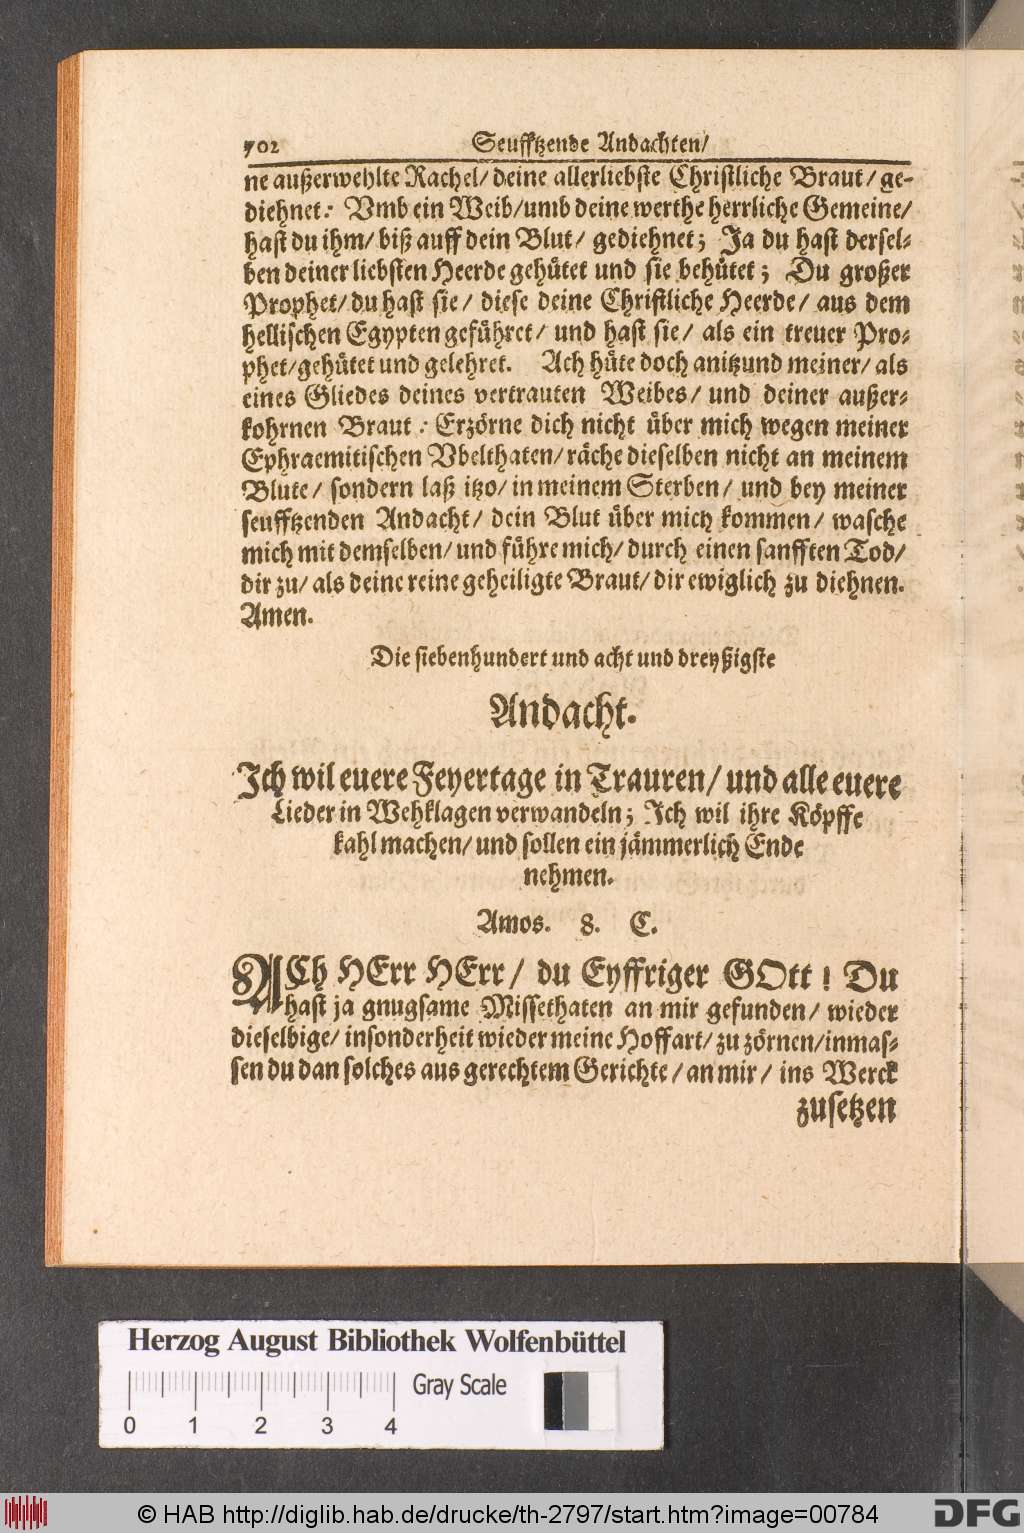 702 Seufftzende Andachten/
ne außerwehlte Rachel/ deine allerliebste Christliche Braut/ ge-
diehnet: Vmb ein Weib/ umb deine werthe herrliche Gemeine/
hast du ihm/ biß auff dein Blut/ gediehnet; Ja du hast dersel-
ben deiner liebsten Heerde gehütet und sie behütet; Du großer
Prophet/ du hast sie/ diese deine Christliche Heerde/ aus dem
hellischen Egypten geführet/ und hast sie/ als ein treuer Pro-
phet/ gehütet und gelehret. Ach hüte doch anitzund meiner/ als
eines Gliedes deines vertrauten Weibes/ und deiner außer-
kohrnen Braut: Erzörne dich nicht über mich wegen meiner
Ephraemitischen Vbelthaten/ räche dieselben nicht an meinem
Blute/ sondern laß itzo/ in meinem Sterben/ und bey meiner
seufftzenden Andacht/ dein Blut über mich kommen/ wasche
mich mit demselben/ und führe mich/ durch einen sanfften Tod/
dir zu/ als deine reine geheiligte Braut/ dir ewiglich zu diehnen.
Amen.
Die siebenhundert und acht und dreyßigste
Andacht.
Ich wil euere Feyertage in Trauren/ und alle euere
Lieder in Wehklagen verwandeln; Ich wil ihre Köpffe
kahl machen/ und sollen ein jämmerlich Ende
nehmen.
Amos. 8. C.
ACh HErr HErr/ du Eyffriger GOtt! Du
hast ja gnugsame Missethaten an mir gefunden/ wieder
dieselbige/ insonderheit wieder meine Hoffart/ zu zörnen/ inmas-
sen du dan solches aus gerechtem Gerichte/ an mir/ ins Werck
zusetzen
Herzog August Bibliothek Wolfenbüttel
Gray Scale
0 1 2 3 4
© HAB http://diglib.hab.de/drucke/th-2797/start.htm?image=00784
DFG